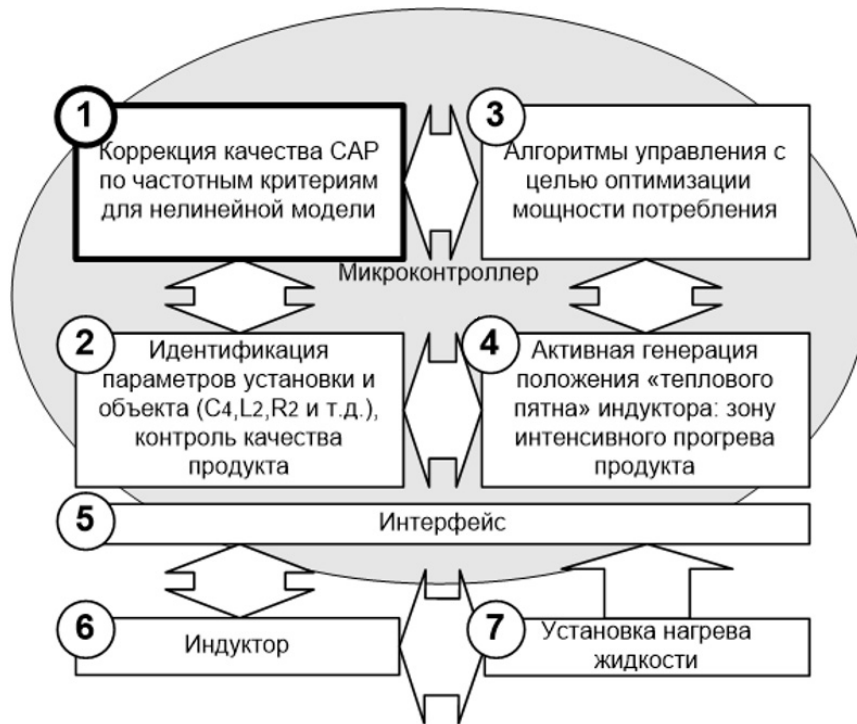 1
Коррекция качества САР
по частотным критериям
для нелинейной модели
3
Алгоритмы управления с
целью оптимизации
мощности потребления
Микроконтроллер
2
Идентификация
параметров установки и
объекта (C4,L2,R2 и т.д.),
контроль качества
продукта
4
Активная генерация
положения «теплового
пятна» индуктора: зону
интенсивного прогрева
продукта
5
Интерфейс
6
Индуктор
7
Установка нагрева
жидкости